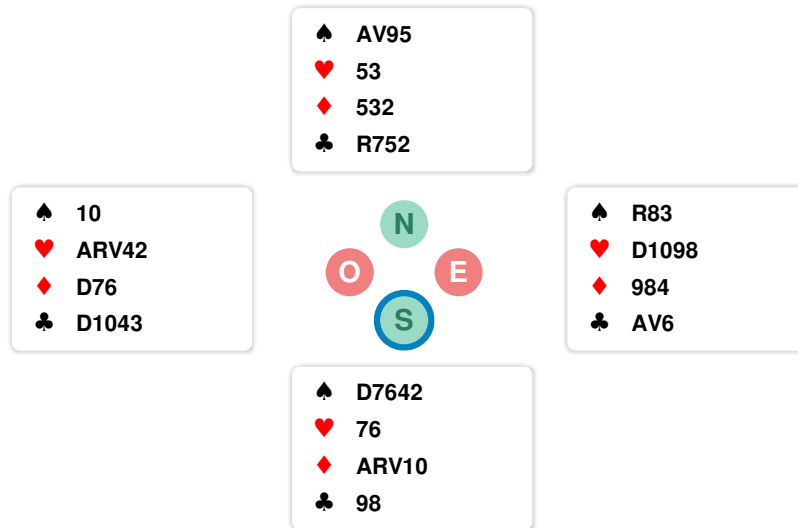 ♠ AV95
♥ 53
♦ 532
♣ R752
♠ 10
♥ ARV42
♦ D76
♣ D1043
N
O E
S
♠ R83
♥ D1098
♦ 984
♣ AV6
♠ D7642
♥ 76
♦ ARV10
♣ 98